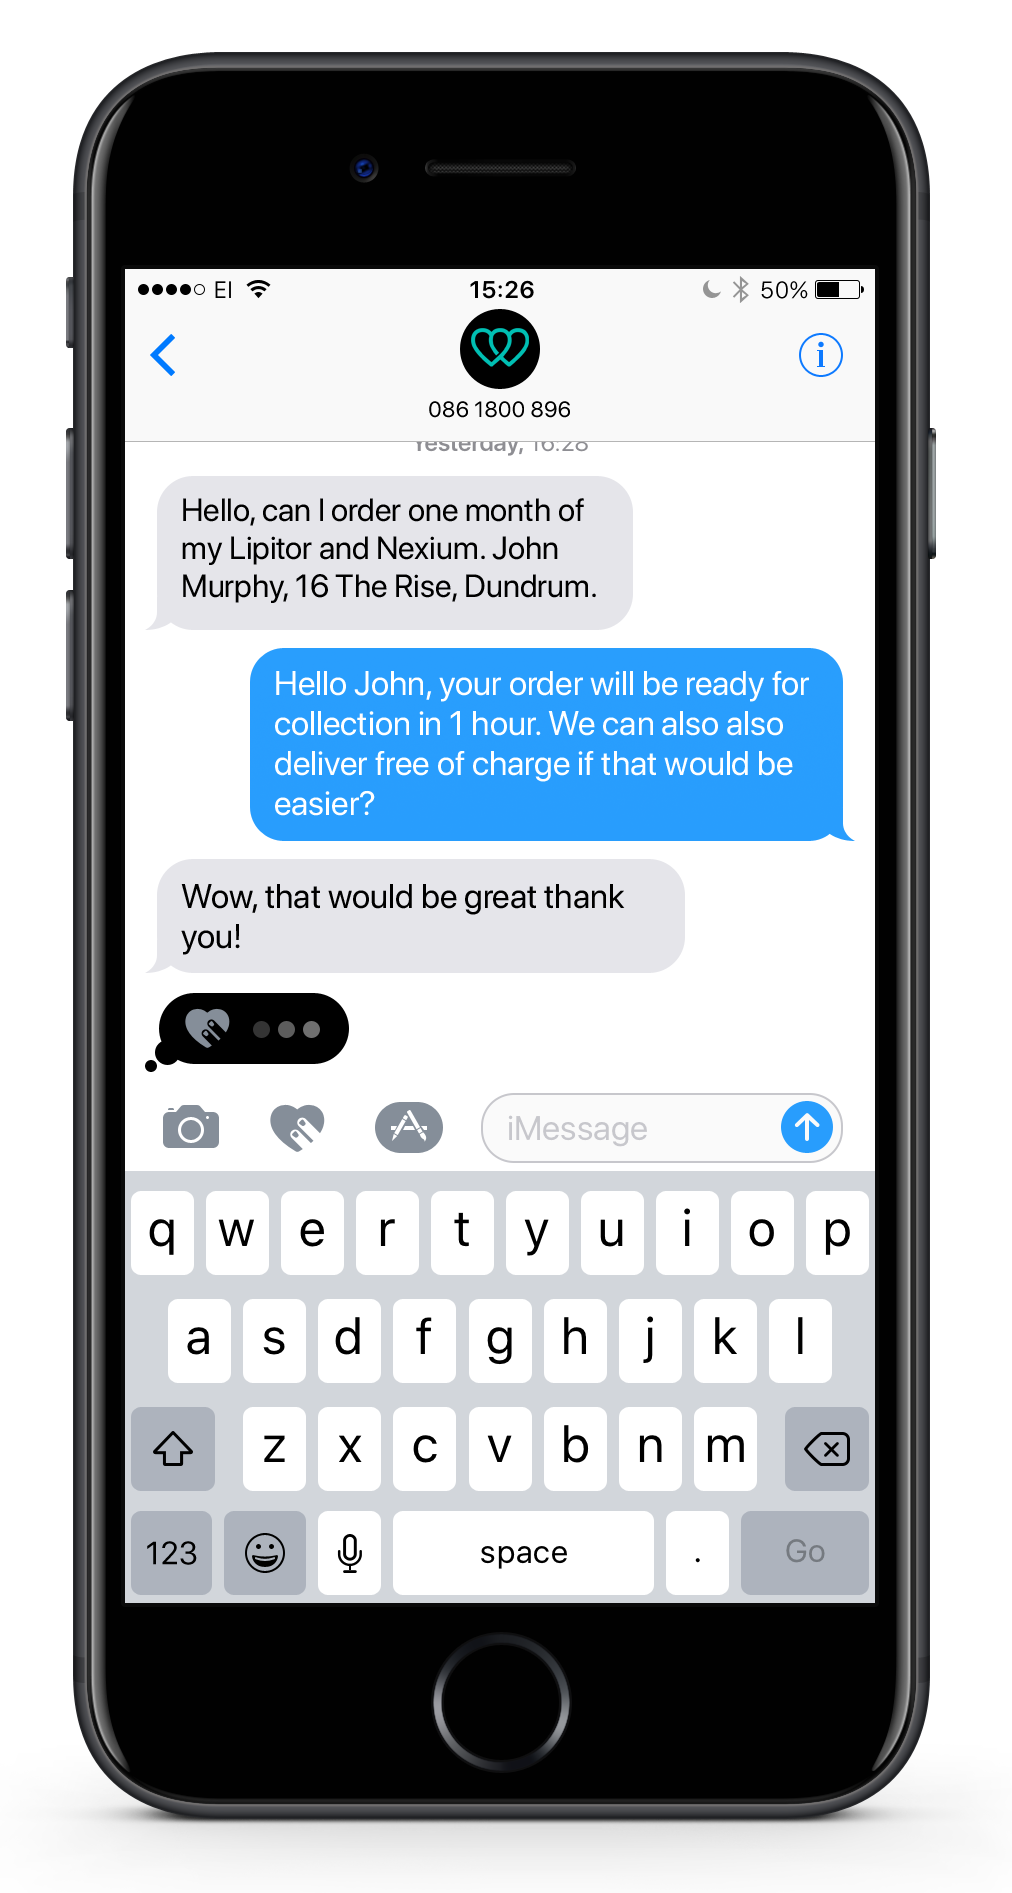 EI 15:26 50%
086 1800 896
Yesterday, 16:28
Hello, can I order one month of
my Lipitor and Nexium. John
Murphy, 16 The Rise, Dundrum.
Hello John, your order will be ready for
collection in 1 hour. We can also also
deliver free of charge if that would be
easier?
Wow, that would be great thank
you!
iMessage
q w e r t y u i o p
a s d f g h j k l
z x c v b n m
123 space . Go